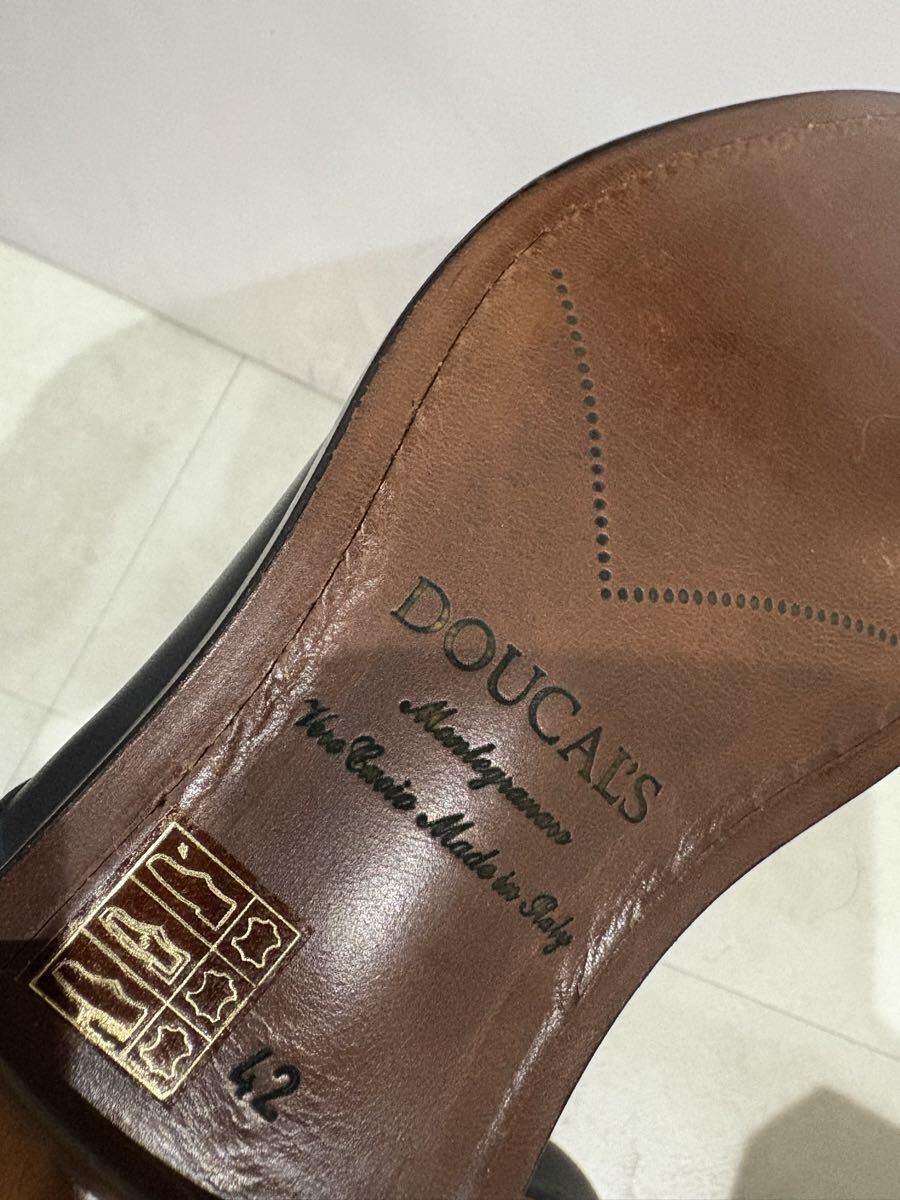 DOUCAL'S
Montegranaro
Vero Cuoio Made in Italy
42